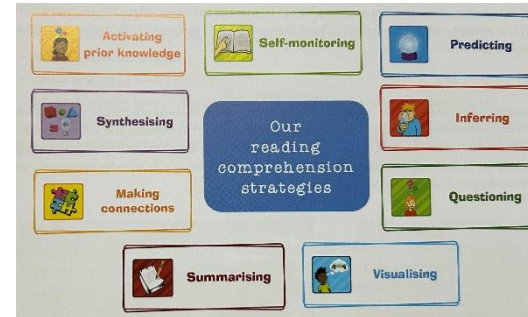 Activating
prior knowledge
Self-monitoring
Predicting
Synthesising
Our
reading
comprehension
strategies
Inferring
Making
connections
Questioning
Summarising
Visualising